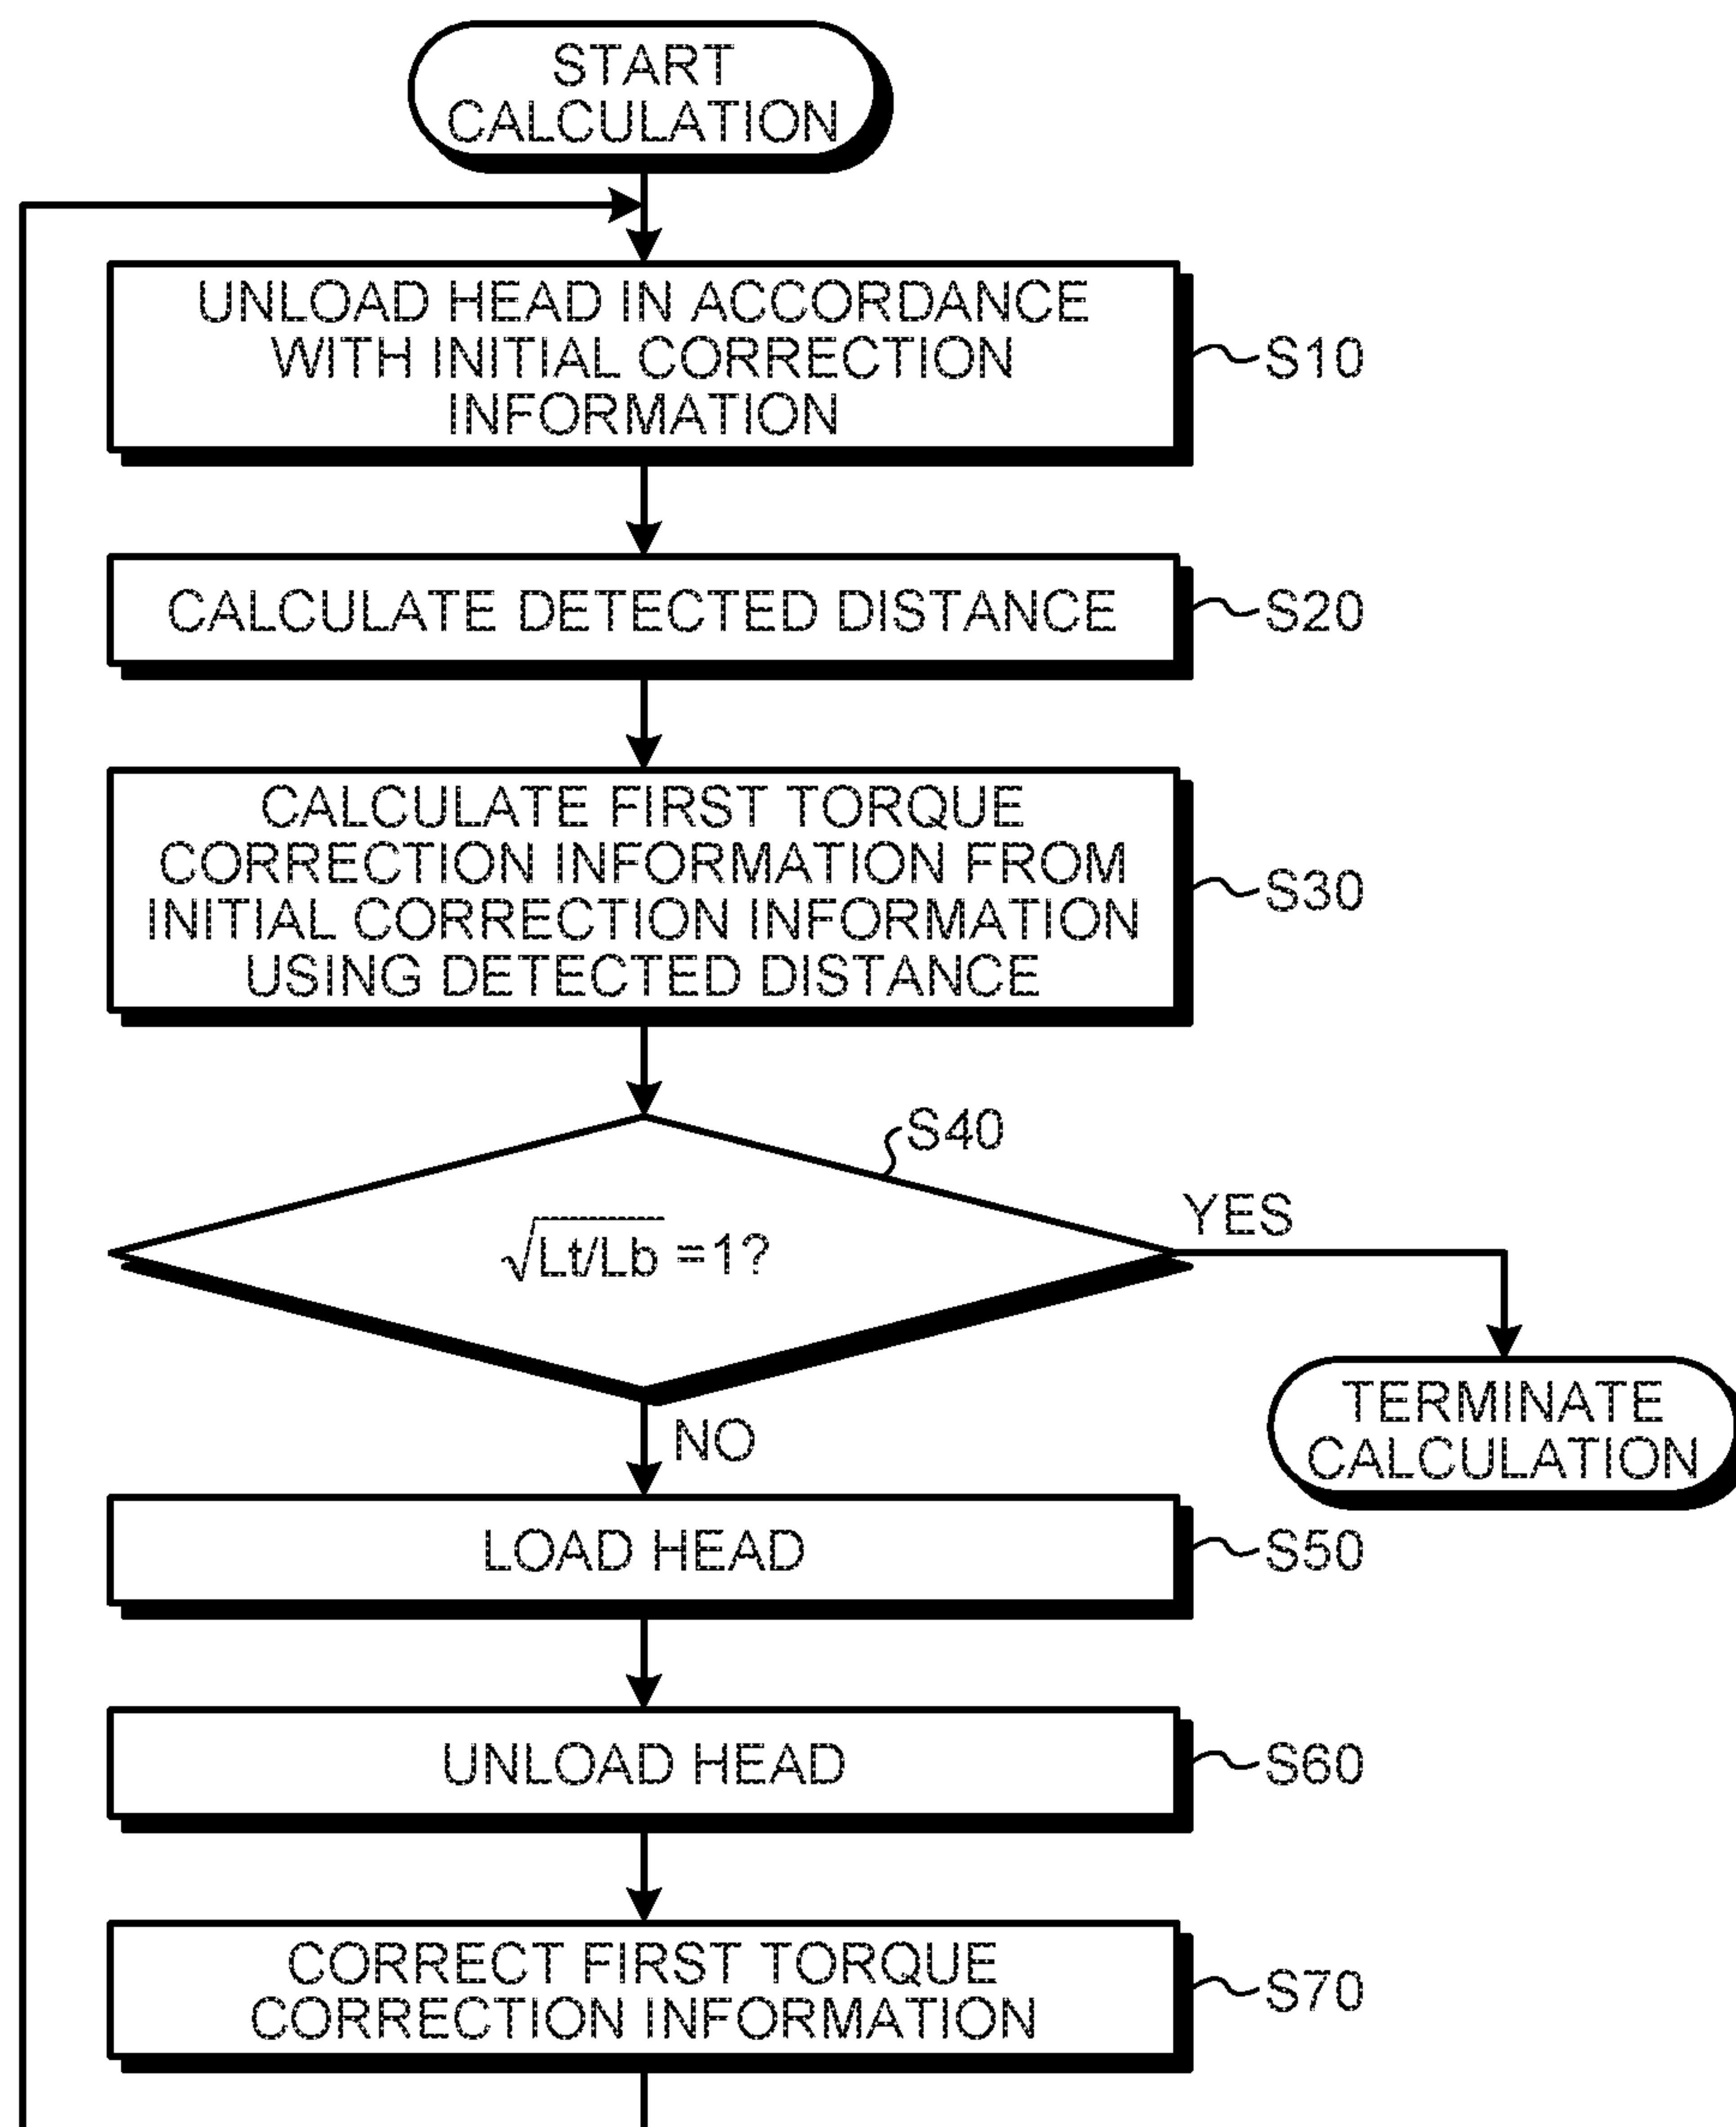 START
CALCULATION
UNLOAD HEAD IN ACCORDANCE
WITH INITIAL CORRECTION
INFORMATION
S10
CALCULATE DETECTED DISTANCE
S20
CALCULATE FIRST TORQUE
CORRECTION INFORMATION FROM
INITIAL CORRECTION INFORMATION
USING DETECTED DISTANCE
S30
S40
√Lt/Lb =1?
YES
TERMINATE
CALCULATION
NO
LOAD HEAD
S50
UNLOAD HEAD
S60
CORRECT FIRST TORQUE
CORRECTION INFORMATION
S70